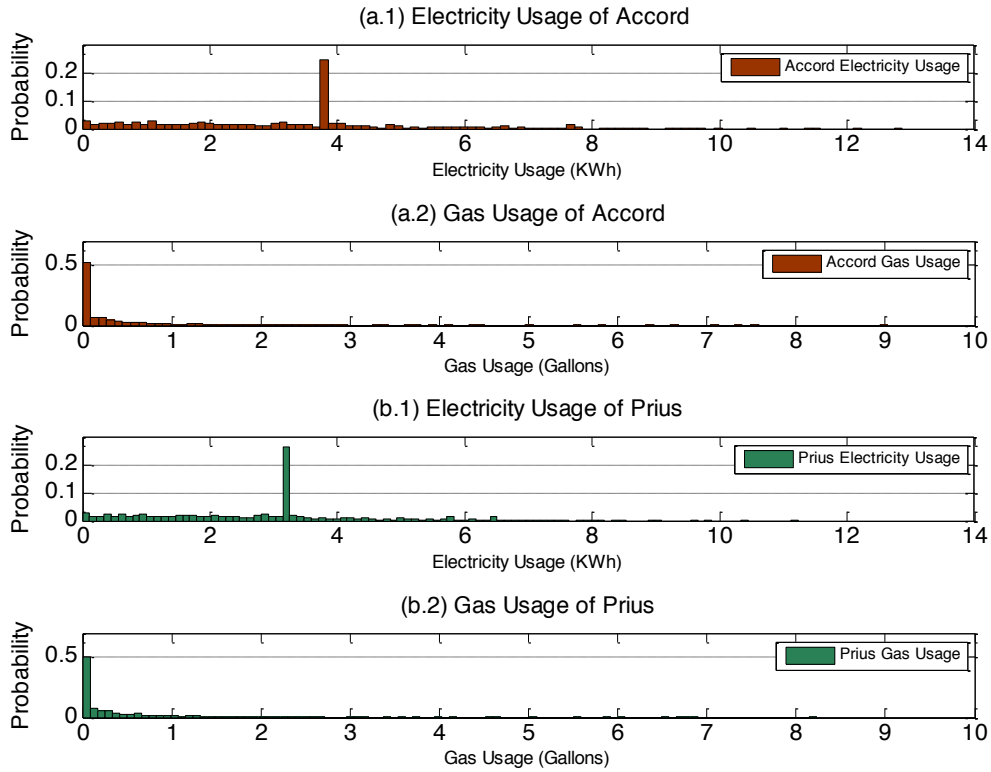 (a.1) Electricity Usage of Accord
Probability
0.2
0.1
0
Accord Electricity Usage
0 2 4 6 8 10 12 14
Electricity Usage (KWh)
(a.2) Gas Usage of Accord
Probability
0.5
0
Accord Gas Usage
0 1 2 3 4 5 6 7 8 9 10
Gas Usage (Gallons)
(b.1) Electricity Usage of Prius
Probability
0.2
0.1
0
Prius Electricity Usage
0 2 4 6 8 10 12 14
Electricity Usage (KWh)
(b.2) Gas Usage of Prius
Probability
0.5
0
Prius Gas Usage
0 1 2 3 4 5 6 7 8 9 10
Gas Usage (Gallons)